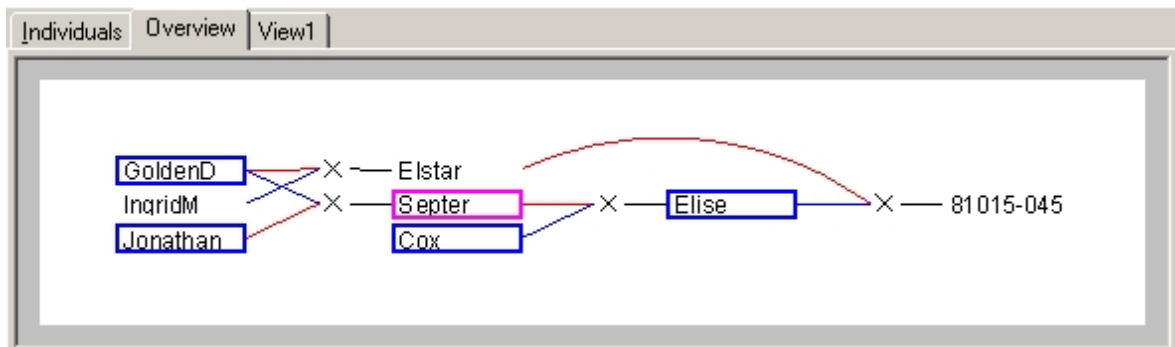 Individuals Overview View1
GoldenD Elstar
IngridM Septer Elise 81015-045
Jonathan Cox